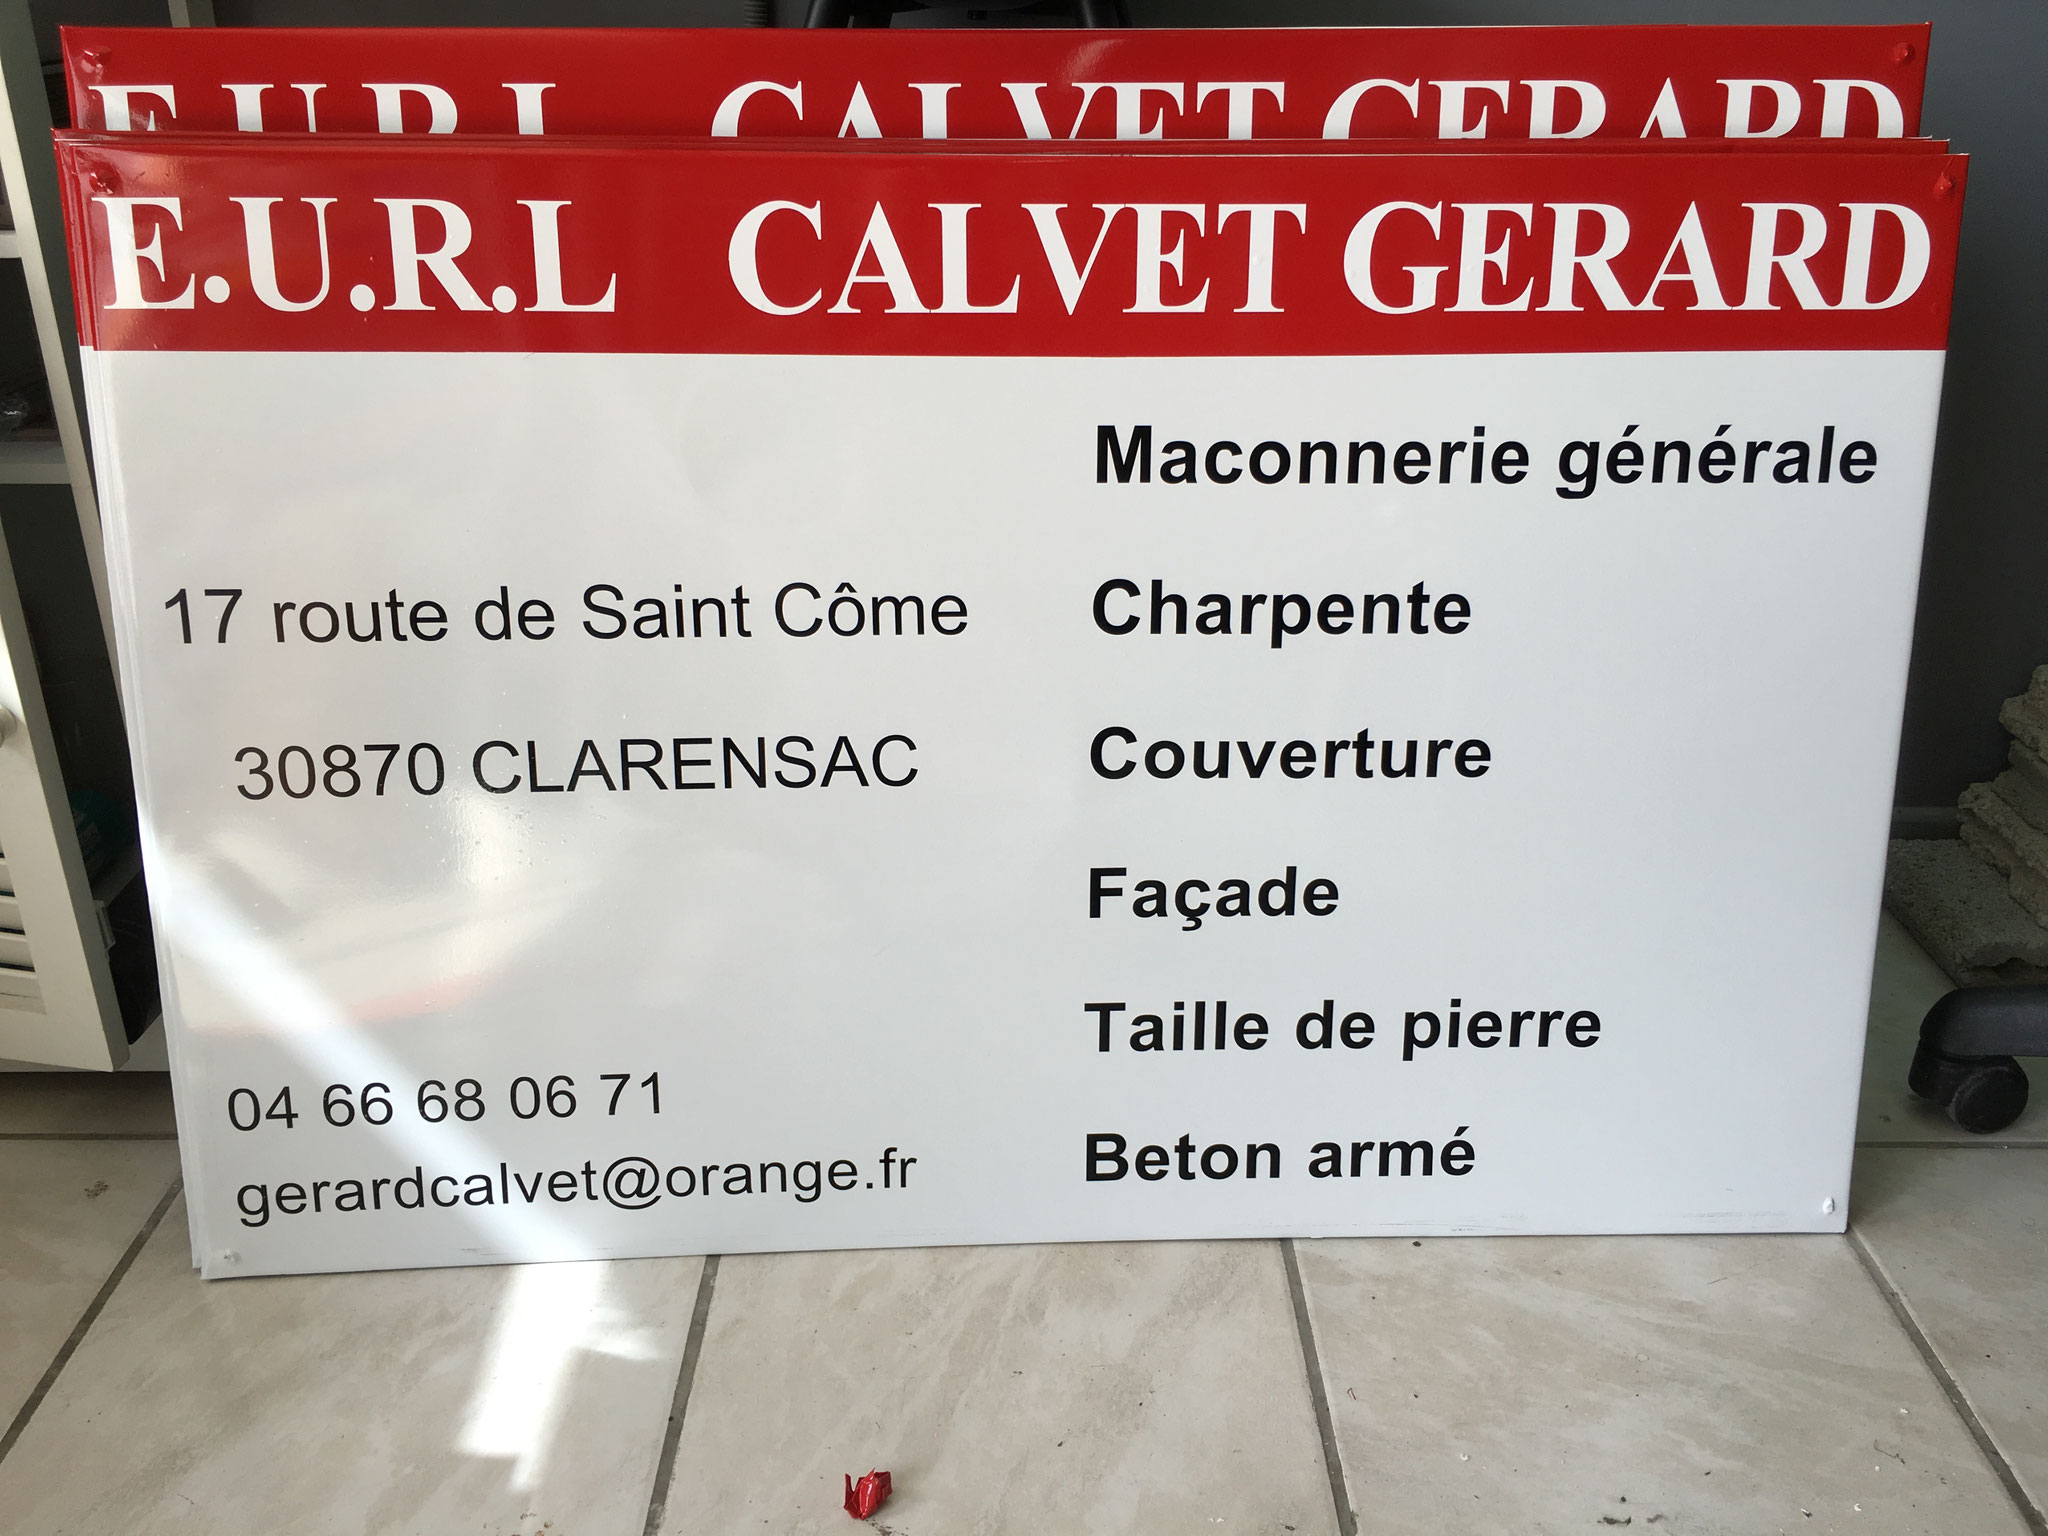 E.U.R.L CALVET GERARD
E.U.R.L CALVET GERARD
Maconnerie générale
17 route de Saint Côme
Charpente
30870 CLARENSAC
Couverture
Façade
Taille de pierre
04 66 68 06 71
gerardcalvet@orange.fr
Beton armé